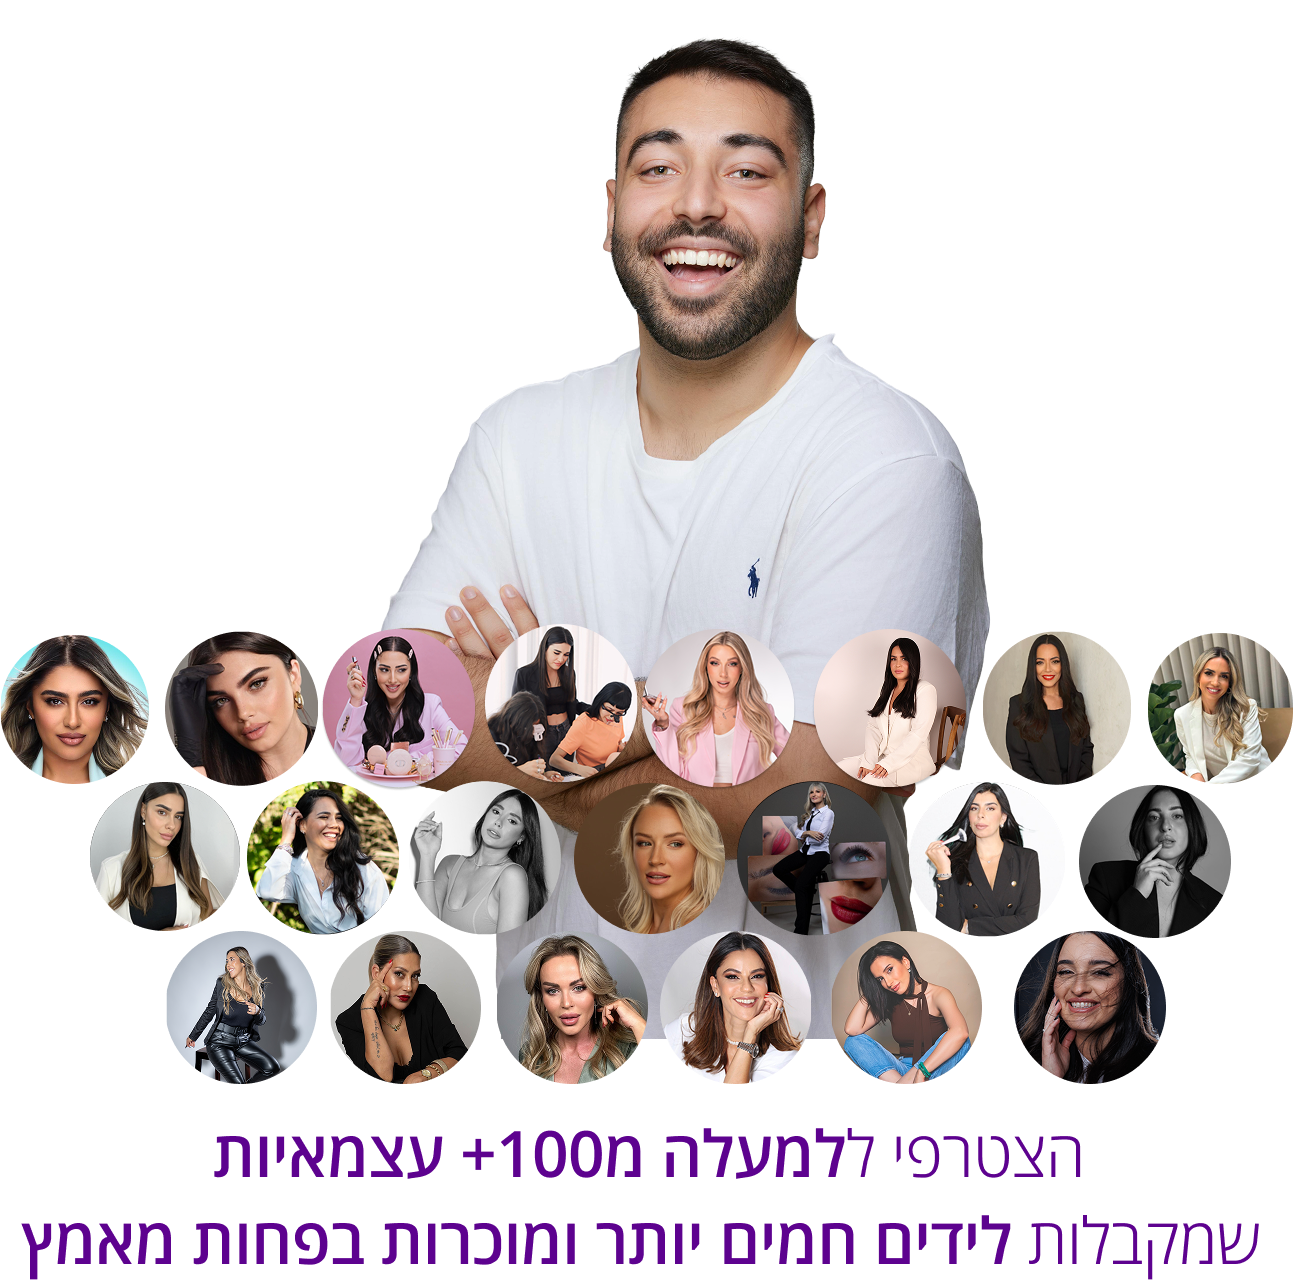 הצטרפי ללמעלה מ100+ עצמאיות
שמקבלות לידים חמים יותר ומוכרות בפחות מאמץ